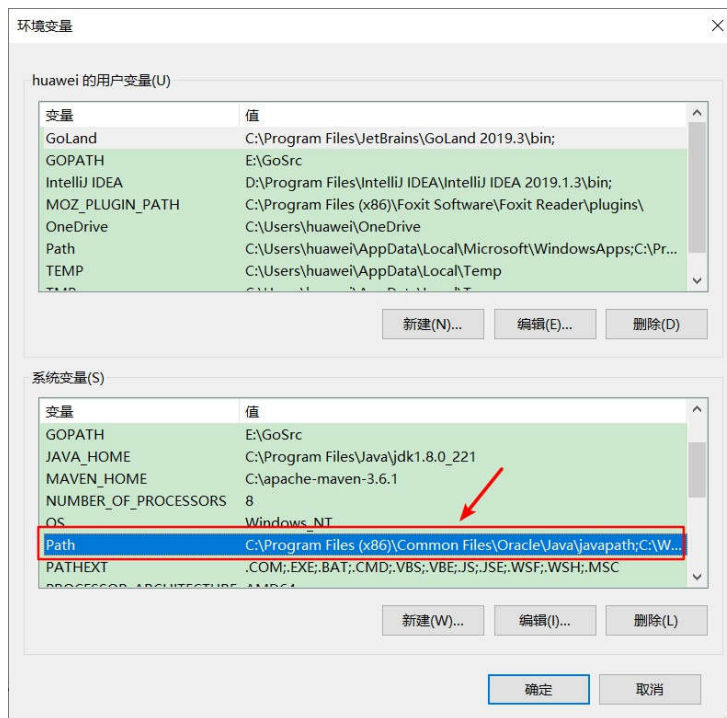 环境变量
huawei 的用户变量(U)
变量 值
GoLand C:\Program Files\JetBrains\GoLand 2019.3\bin;
GOPATH E:\GoSrc
IntelliJ IDEA D:\Program Files\IntelliJ IDEA\IntelliJ IDEA 2019.1.3\bin;
MOZ_PLUGIN_PATH C:\Program Files (x86)\Foxit Software\Foxit Reader\plugins\
OneDrive C:\Users\huawei\OneDrive
Path C:\Users\huawei\AppData\Local\Microsoft\WindowsApps;C:\Pr...
TEMP C:\Users\huawei\AppData\Local\Temp
新建(N)... 编辑(E)... 删除(D)
系统变量(S)
变量 值
GOPATH E:\GoSrc
JAVA_HOME C:\Program Files\Java\jdk1.8.0_221
MAVEN_HOME C:\apache-maven-3.6.1
NUMBER_OF_PROCESSORS 8
OS Windows_NT
Path C:\Program Files (x86)\Common Files\Oracle\Java\javapath;C:\W...
PATHEXT .COM;.EXE;.BAT;.CMD;.VBS;.VBE;.JS;.JSE;.WSF;.WSH;.MSC
PROCESSOR_ARCHITECTURE AMD64
新建(W)... 编辑(I)... 删除(L)
确定 取消